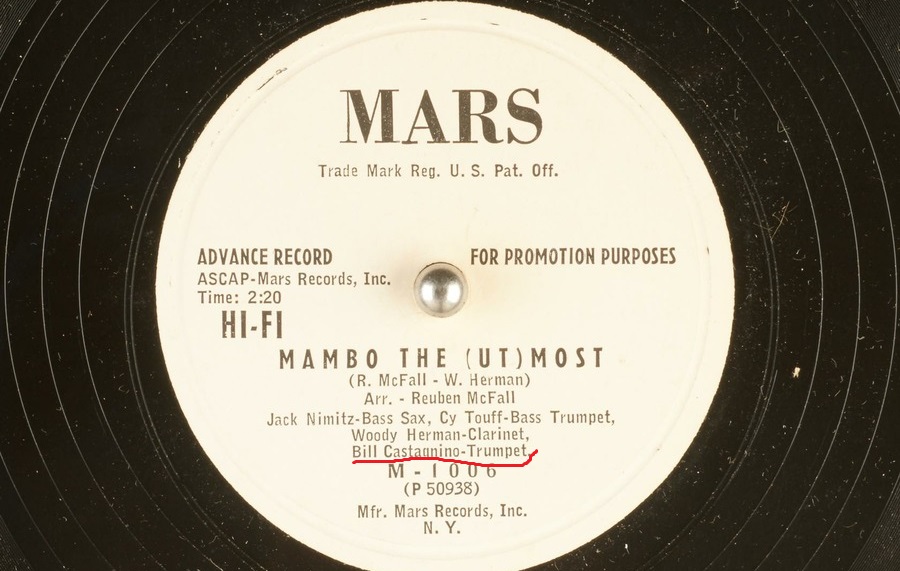 MARS
Trade Mark Reg. U. S. Pat. Off.
ADVANCE RECORD
FOR PROMOTION PURPOSES
ASCAP-Mars Records, Inc.
Time: 2:20
HI-FI
MAMBO THE (UT)MOST
(R. McFall - W. Herman)
Arr. - Reuben McFall
Jack Nimitz-Bass Sax, Cy Touff-Bass Trumpet,
Woody Herman-Clarinet,
Bill Castagnino-Trumpet,
M-1006
(P 50938)
Mfr. Mars Records, Inc.
N. Y.